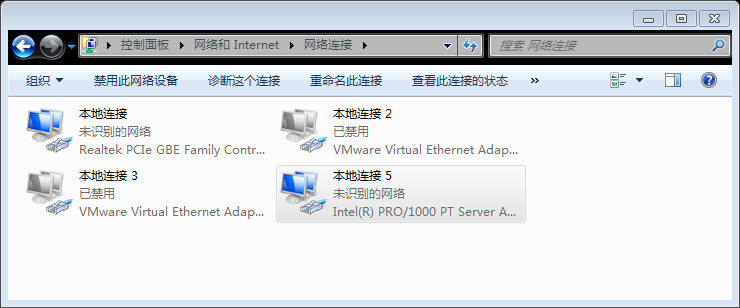 控制面板 网络和 Internet 网络连接 搜索 网络连接
组织 禁用此网络设备 诊断这个连接 重命名此连接 查看此连接的状态 »
本地连接
未识别的网络
Realtek PCIe GBE Family Contr...
本地连接 2
已禁用
VMware Virtual Ethernet Adap...
本地连接 3
已禁用
VMware Virtual Ethernet Adap...
本地连接 5
未识别的网络
Intel(R) PRO/1000 PT Server A...